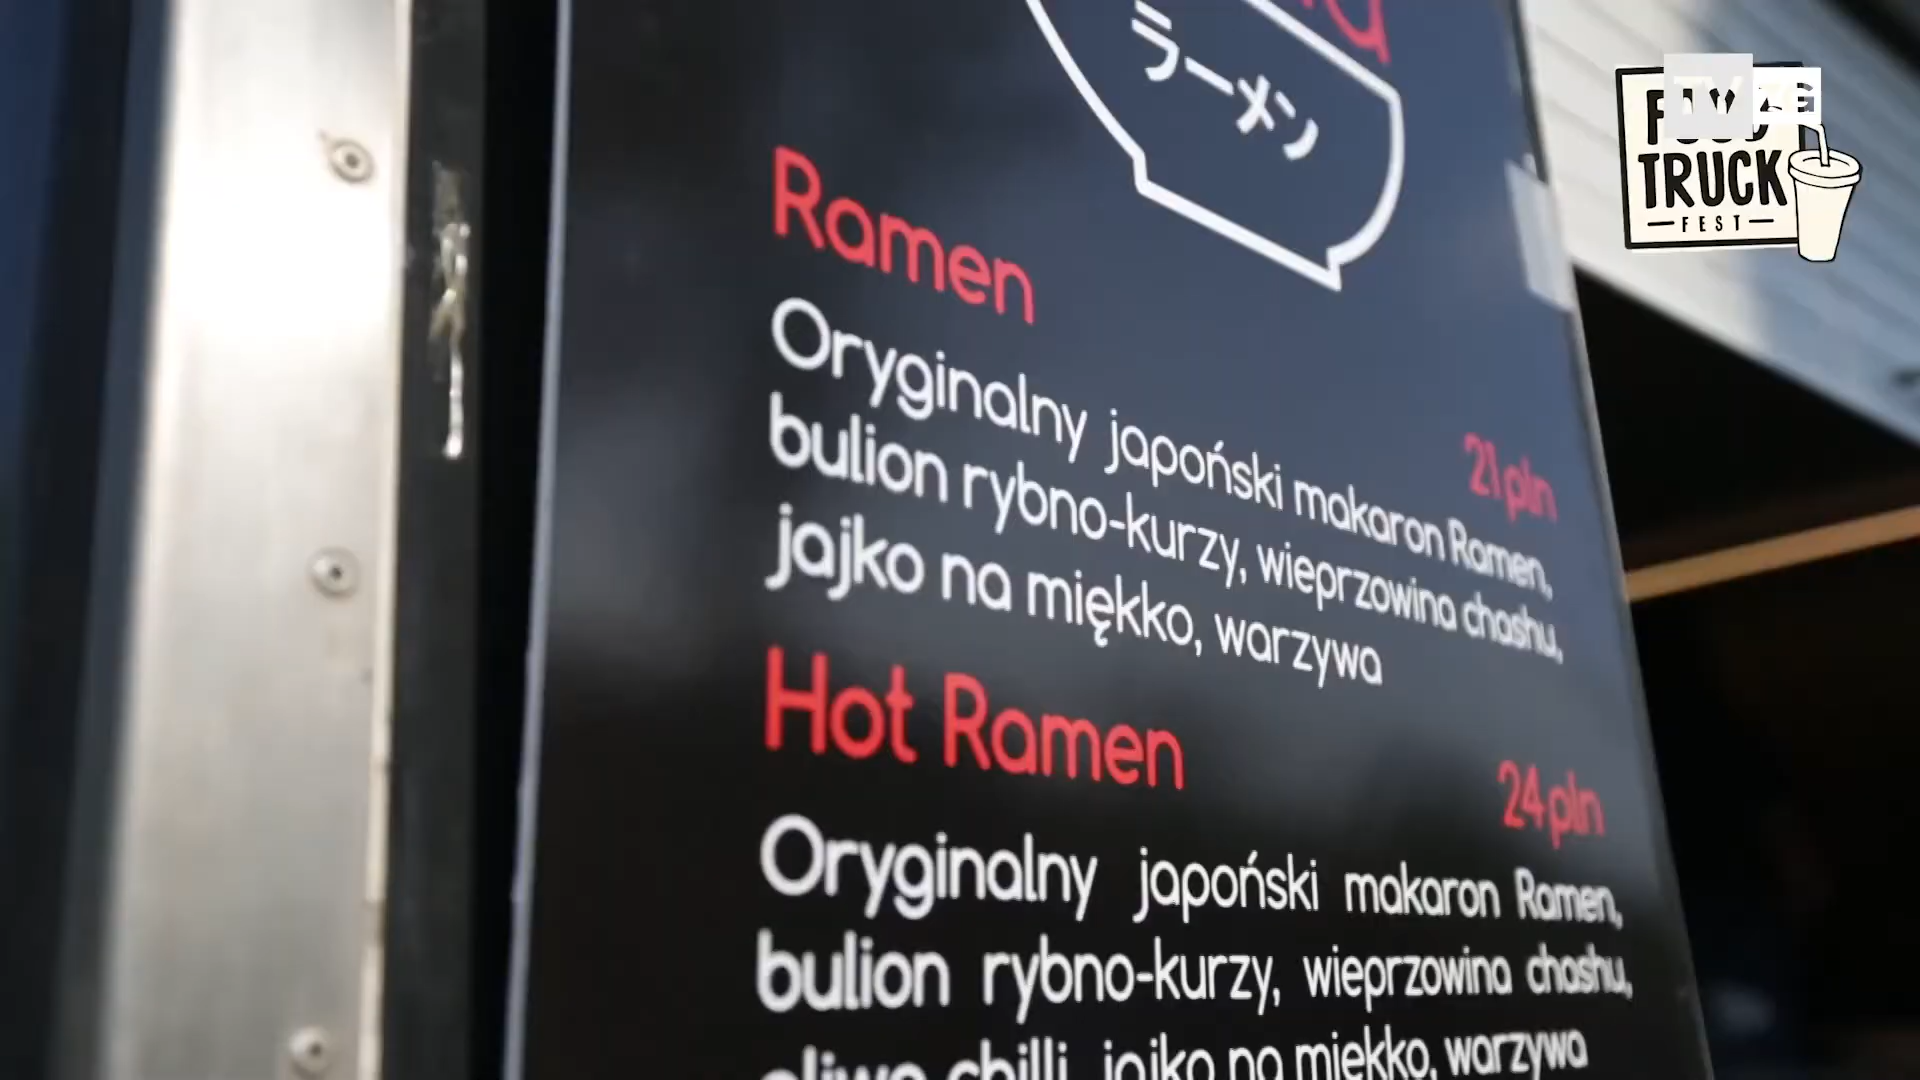 ラーメン
Ramen
21 pln
Oryginalny japoński makaron Ramen,
bulion rybno-kurzy, wieprzowina chashu,
jajko na miękko, warzywa
Hot Ramen
24 pln
Oryginalny japoński makaron Ramen,
bulion rybno-kurzy, wieprzowina chashu,
chilli, jajko na miękko, warzywa
TRUCK
FEST